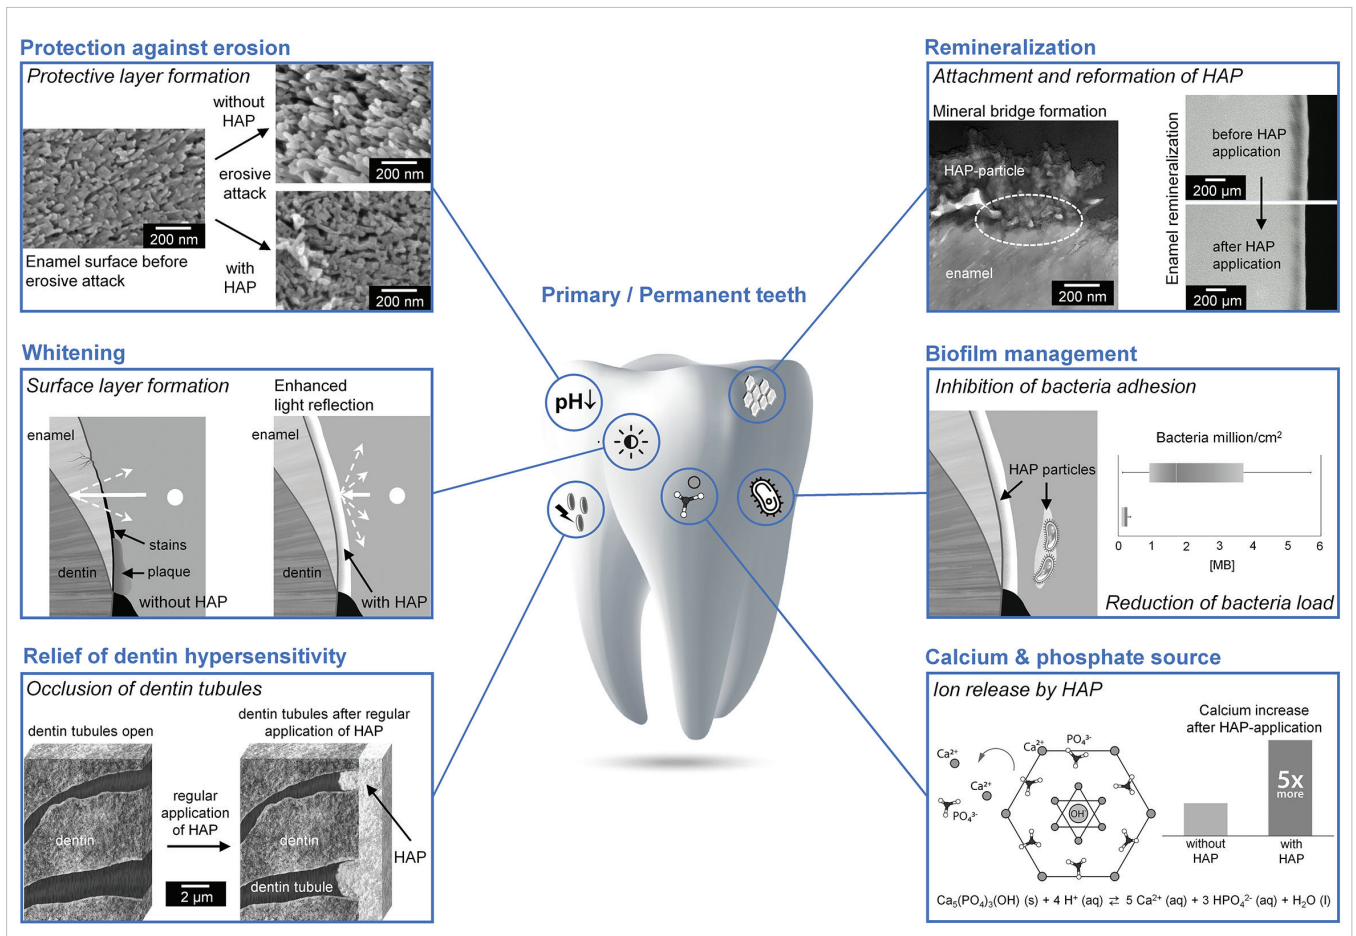 Protection against erosion
Protective layer formation
without
HAP
erosive
attack
with
HAP
200 nm
200 nm
200 nm
Enamel surface before
erosive attack
Remineralization
Attachment and reformation of HAP
Mineral bridge formation
HAP-particle
enamel
200 nm
Enamel remineralization
before HAP
application
200 µm
after HAP
application
200 µm
Primary / Permanent teeth
pH↓
Whitening
Surface layer formation
enamel
stains
plaque
dentin
without HAP
Enhanced
light reflection
enamel
dentin
with HAP
Biofilm management
Inhibition of bacteria adhesion
HAP particles
Bacteria million/cm²
0 1 2 3 4 5 6
[MB]
Reduction of bacteria load
Relief of dentin hypersensitivity
Occlusion of dentin tubules
dentin tubules open
dentin
regular
application
of HAP
2 µm
dentin tubules after regular
application of HAP
dentin
dentin tubule
HAP
Calcium & phosphate source
Ion release by HAP
Ca²⁺
Ca²⁺
PO₄³⁻
Ca²⁺
PO₄³⁻
OH
Calcium increase
after HAP-application
5x
more
without
HAP
with
HAP
Ca₅(PO₄)₃(OH) (s) + 4 H⁺ (aq) ⇄ 5 Ca²⁺ (aq) + 3 HPO₄²⁻ (aq) + H₂O (l)